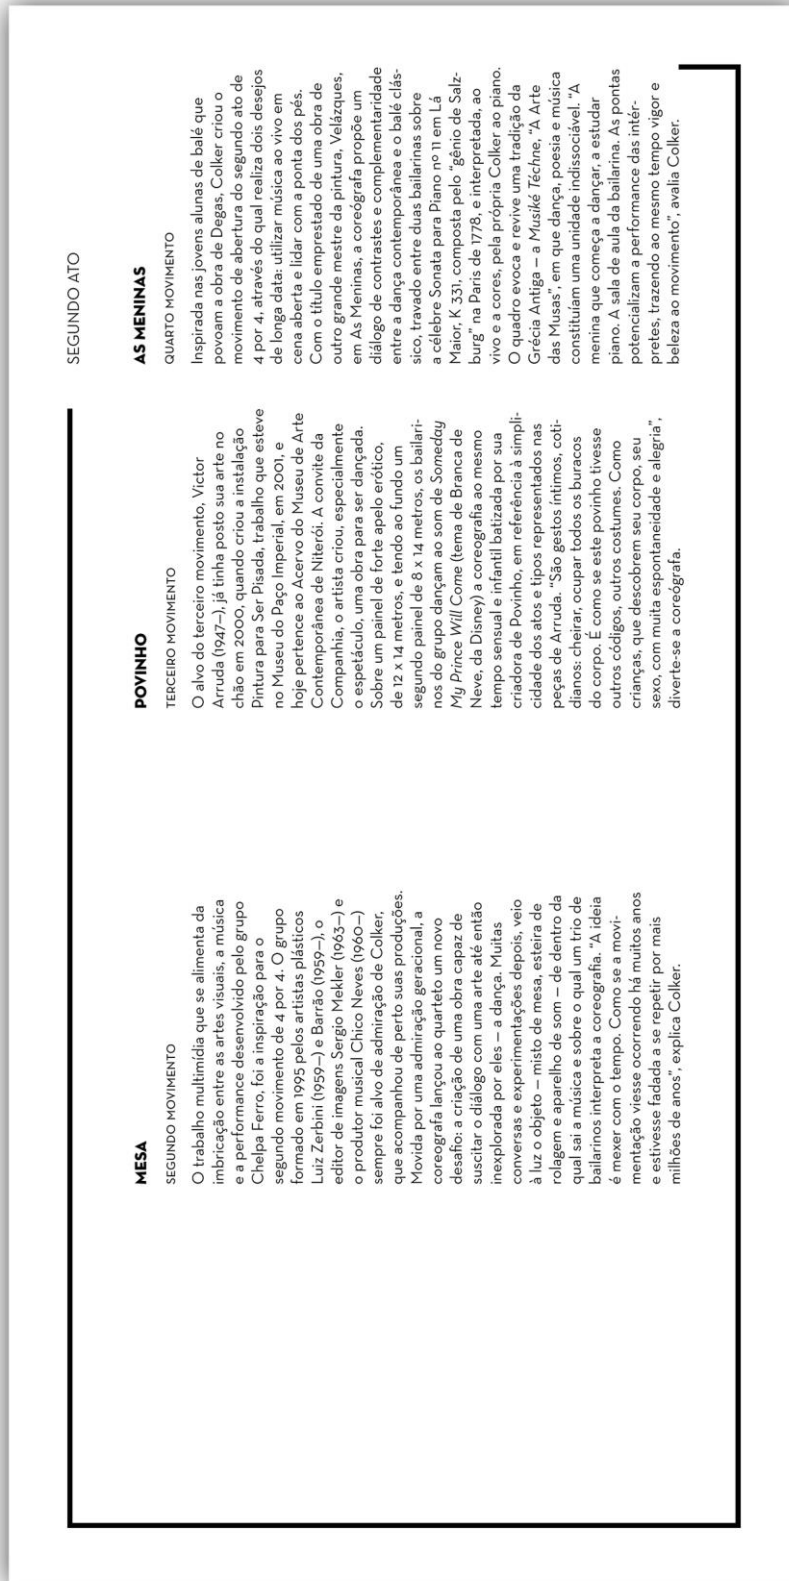 MESA
SEGUNDO MOVIMENTO
O trabalho multimídia que se alimenta da
imbricação entre as artes visuais, a música
e a performance desenvolvido pelo grupo
Chelpa Ferro, foi a inspiração para o
segundo movimento de 4 por 4. O grupo
formado em 1995 pelos artistas plásticos
Luiz Zerbini (1959–) e Barrão (1959–), o
editor de imagens Sergio Mekler (1963–) e
o produtor musical Chico Neves (1960–)
sempre foi alvo de admiração de Colker,
que acompanhou de perto suas produções.
Movida por uma admiração geracional, a
coreografa lançou ao quarteto um novo
desafio: a criação de uma obra capaz de
suscitar o diálogo com uma arte até então
inexplorada por eles – a dança. Muitas
conversas e experimentações depois, veio
à luz o objeto – misto de mesa, esteira de
rolagem e aparelho de som – de dentro da
qual sai a música e sobre o qual um trio de
bailarinos interpreta a coreografia. “A ideia
é mexer com o tempo. Como se a movi-
mentação viesse ocorrendo há muitos anos
e estivesse fadada a se repetir por mais
milhões de anos”, explica Colker.
POVINHO
TERCEIRO MOVIMENTO
O alvo do terceiro movimento, Victor
Arruda (1947–), já tinha posto sua arte no
chão em 2000, quando criou a instalação
Pintura para Ser Pisada, trabalho que esteve
no Museu do Paço Imperial, em 2001, e
hoje pertence ao Acervo do Museu de Arte
Contemporânea de Niterói. A convite da
Companhia, o artista criou, especialmente
o espetáculo, uma obra para ser dançada.
Sobre um painel de forte apelo erótico,
de 12 x 14 metros, e tendo ao fundo um
segundo painel de 8 x 14 metros, os bailari-
nos do grupo dançam ao som de Someday
My Prince Will Come (tema de Branca de
Neve, da Disney) a coreografia ao mesmo
tempo sensual e infantil batizada por sua
criadora de Povinho, em referência à simpli-
cidade dos atos e tipos representados nas
peças de Arruda. “São gestos íntimos, coti-
dianos: cheirar, ocupar todos os buracos
do corpo. É como se este povinho tivesse
outros códigos, outros costumes. Como
crianças, que descobrem seu corpo, seu
sexo, com muita espontaneidade e alegria”,
diverte-se a coreógrafa.
SEGUNDO ATO
AS MENINAS
QUARTO MOVIMENTO
Inspirada nas jovens alunas de balé que
povoam a obra de Degas, Colker criou o
movimento de abertura do segundo ato de
4 por 4, através do qual realiza dois desejos
de longa data: utilizar música ao vivo em
cena aberta e lidar com a ponta dos pés.
Com o título emprestado de uma obra de
outro grande mestre da pintura, Velázques,
em As Meninas, a coreógrafa propõe um
diálogo de contrastes e complementaridade
entre a dança contemporânea e o balé clás-
sico, travado entre duas bailarinas sobre
a célebre Sonata para Piano nº 11 em Lá
Maior, K 331, composta pelo “gênio de Salz-
burg” na Paris de 1778, e interpretada, ao
vivo e a cores, pela própria Colker ao piano.
O quadro evoca e revive uma tradição da
Grécia Antiga – a Musiké Téchne, “A Arte
das Musas”, em que dança, poesia e música
constituíam uma unidade indissociável. “A
menina que começa a dançar, a estudar
piano. A sala de aula da bailarina. As pontas
potencializam a performance das intér-
pretes, trazendo ao mesmo tempo vigor e
beleza ao movimento”, avalia Colker.